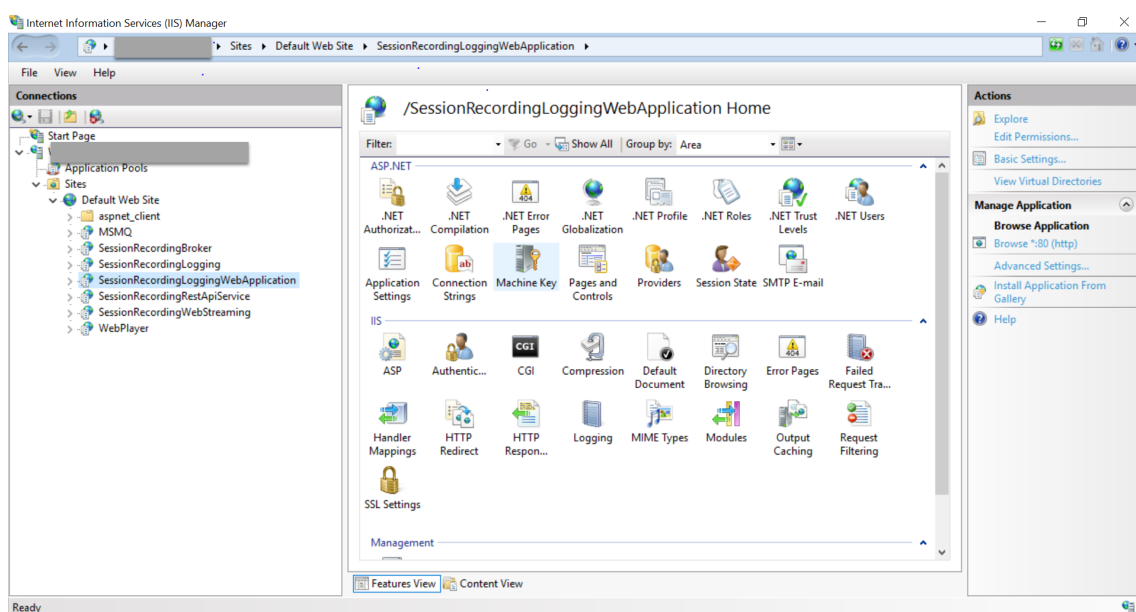 Internet Information Services (IIS) Manager
Sites Default Web Site SessionRecordingLoggingWebApplication
File View Help
Connections
Start Page
Application Pools
Sites
Default Web Site
aspnet_client
MSMQ
SessionRecordingBroker
SessionRecordingLogging
SessionRecordingLoggingWebApplication
SessionRecordingRestApiService
SessionRecordingWebStreaming
WebPlayer
/SessionRecordingLoggingWebApplication Home
Filter: Go Show All Group by: Area
ASP.NET
.NET Authorizat...
.NET Compilation
.NET Error Pages
.NET Globalization
.NET Profile
.NET Roles
.NET Trust Levels
.NET Users
Application Settings
Connection Strings
Machine Key
Pages and Controls
Providers
Session State
SMTP E-mail
IIS
ASP
Authentic...
CGI
Compression
Default Document
Directory Browsing
Error Pages
Failed Request Tra...
Handler Mappings
HTTP Redirect
HTTP Respon...
Logging
MIME Types
Modules
Output Caching
Request Filtering
SSL Settings
Management
Features View Content View
Actions
Explore
Edit Permissions...
Basic Settings...
View Virtual Directories
Manage Application
Browse Application
Browse *:80 (http)
Advanced Settings...
Install Application From
Gallery
Help
Ready